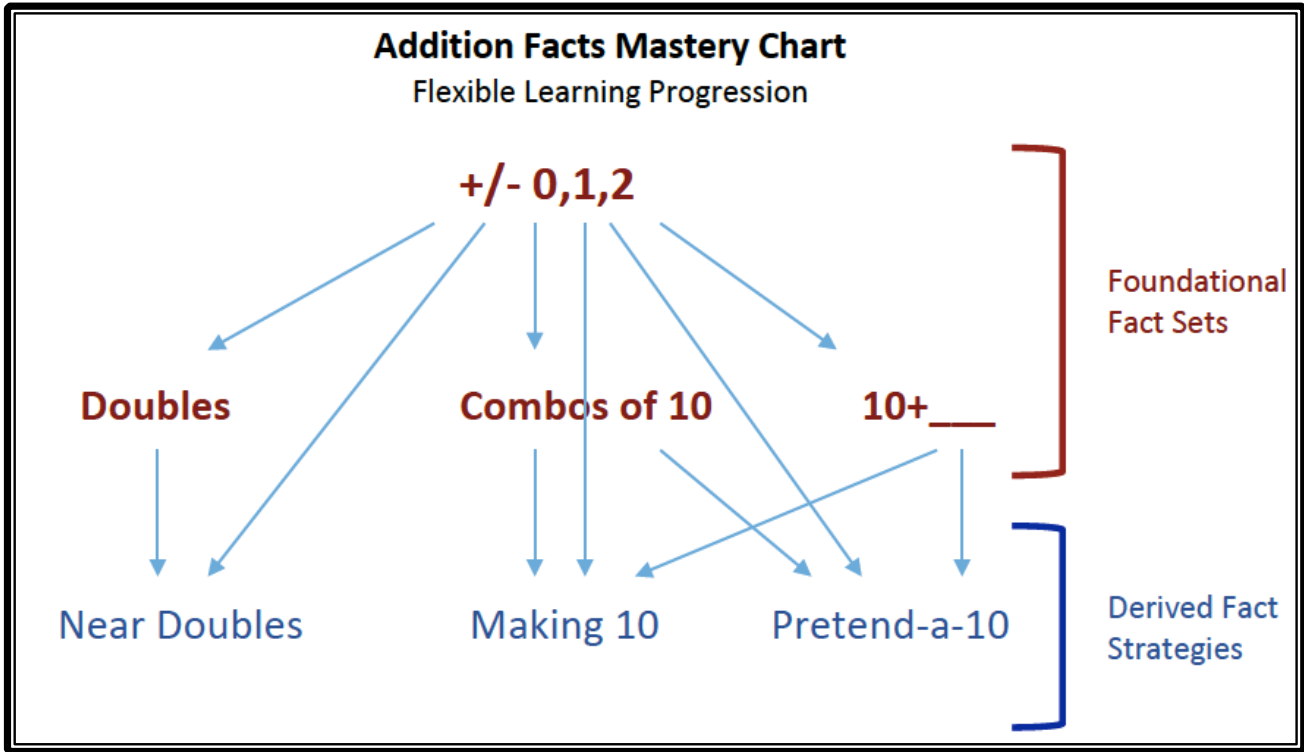 Addition Facts Mastery Chart
Flexible Learning Progression
+/- 0,1,2
Foundational
Fact Sets
Doubles
Combos of 10
10+___
Near Doubles
Making 10
Pretend-a-10
Derived Fact
Strategies